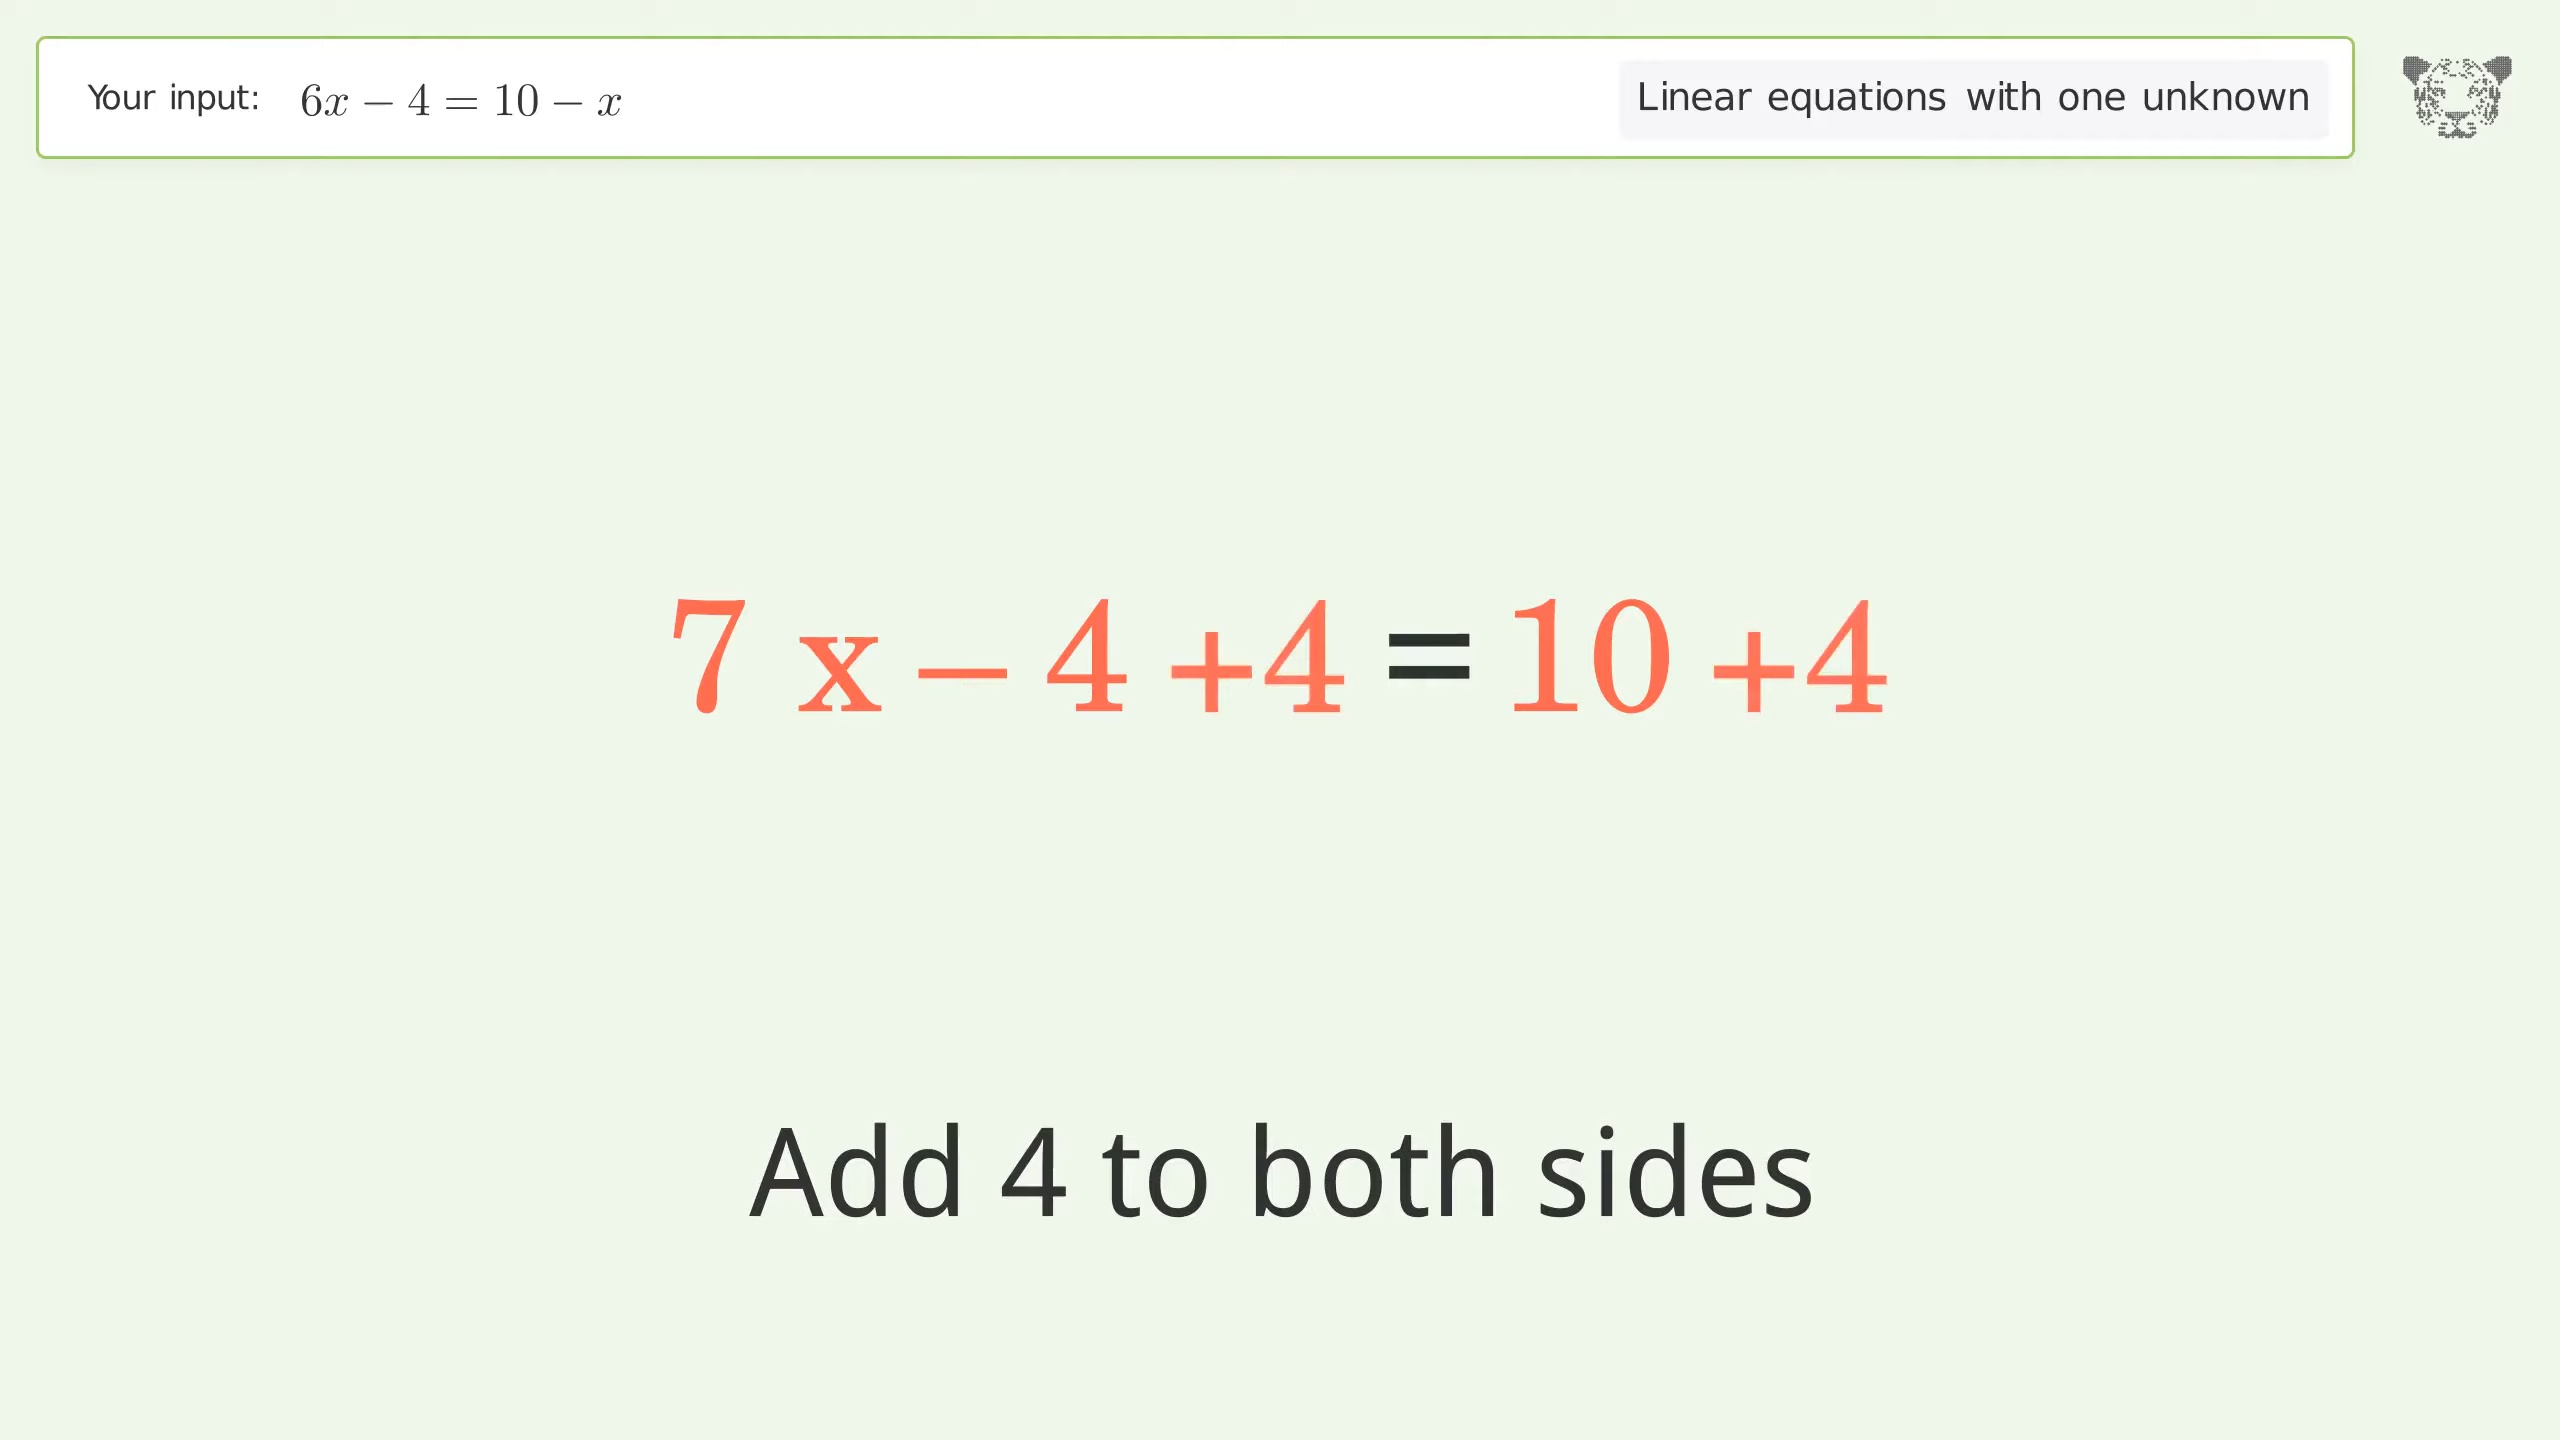 Your input: 6x − 4 = 10 − x
Linear equations with one unknown
7 x − 4 +4 = 10 +4
Add 4 to both sides